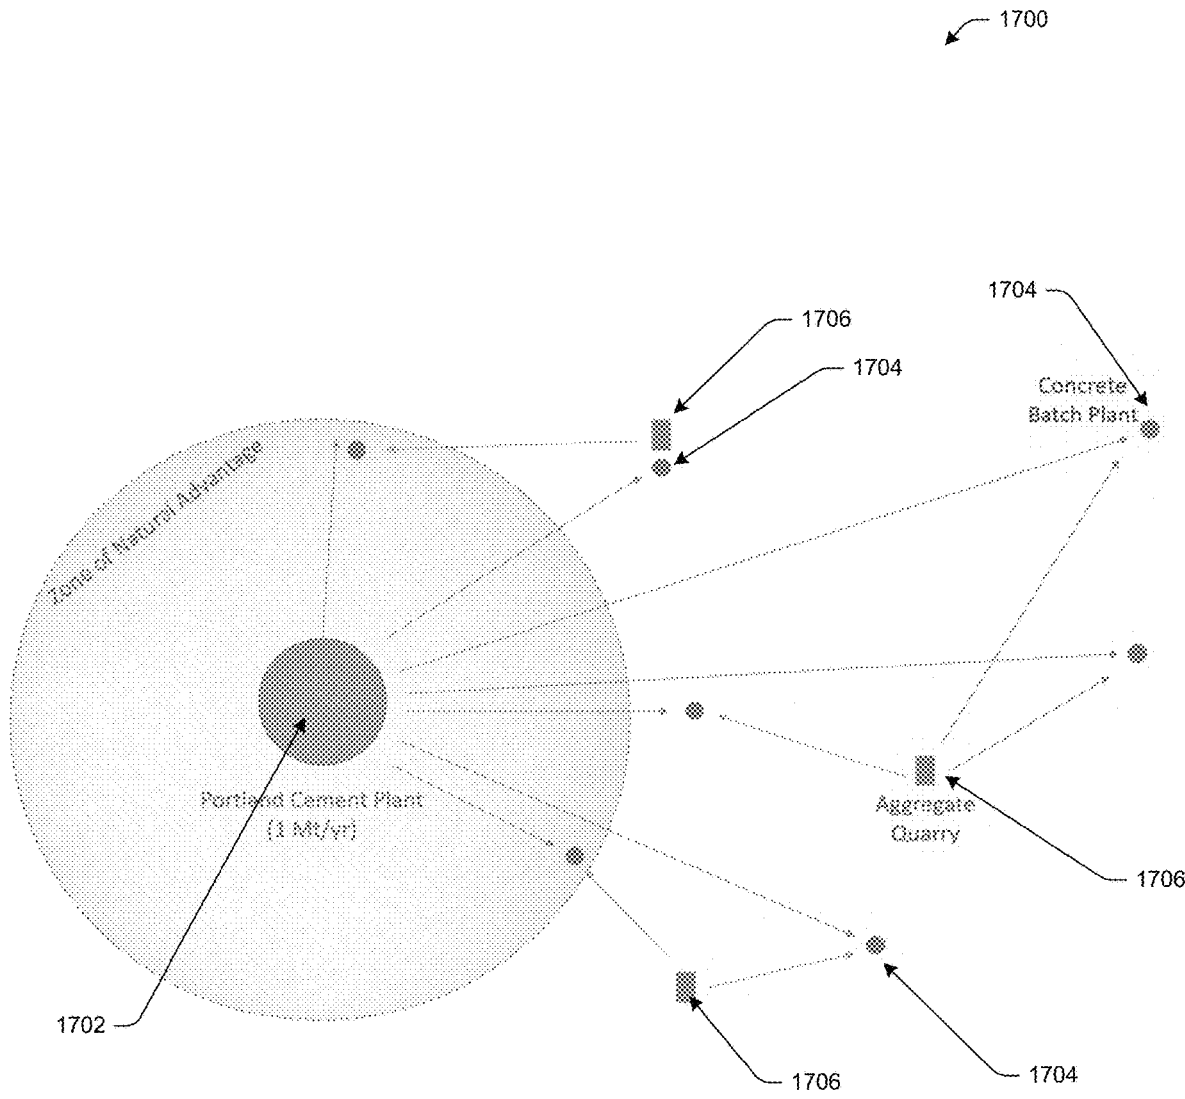 1700
1704
1706
1704
Concrete
Batch Plant
Zone of Natural Advantage
Portland Cement Plant
(1 Mt/yr)
Aggregate
Quarry
1706
1702
1704
1706